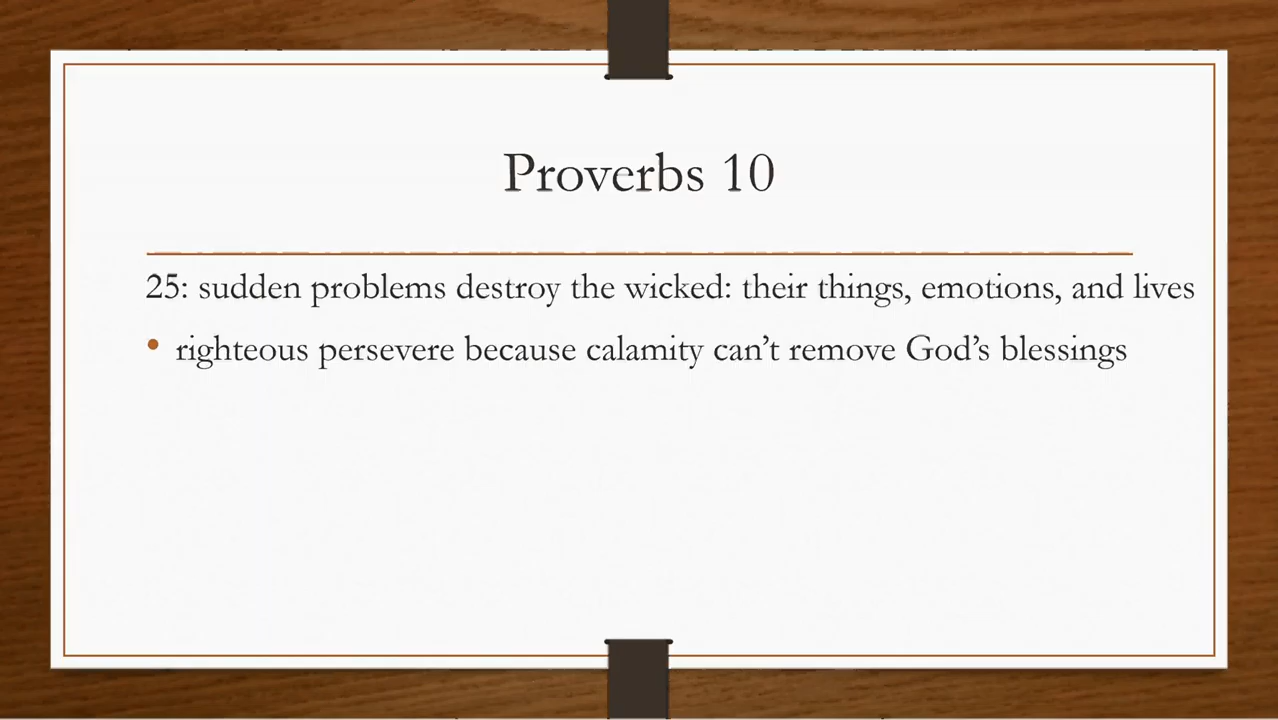 Proverbs 10
25: sudden problems destroy the wicked: their things, emotions, and lives
• righteous persevere because calamity can’t remove God’s blessings